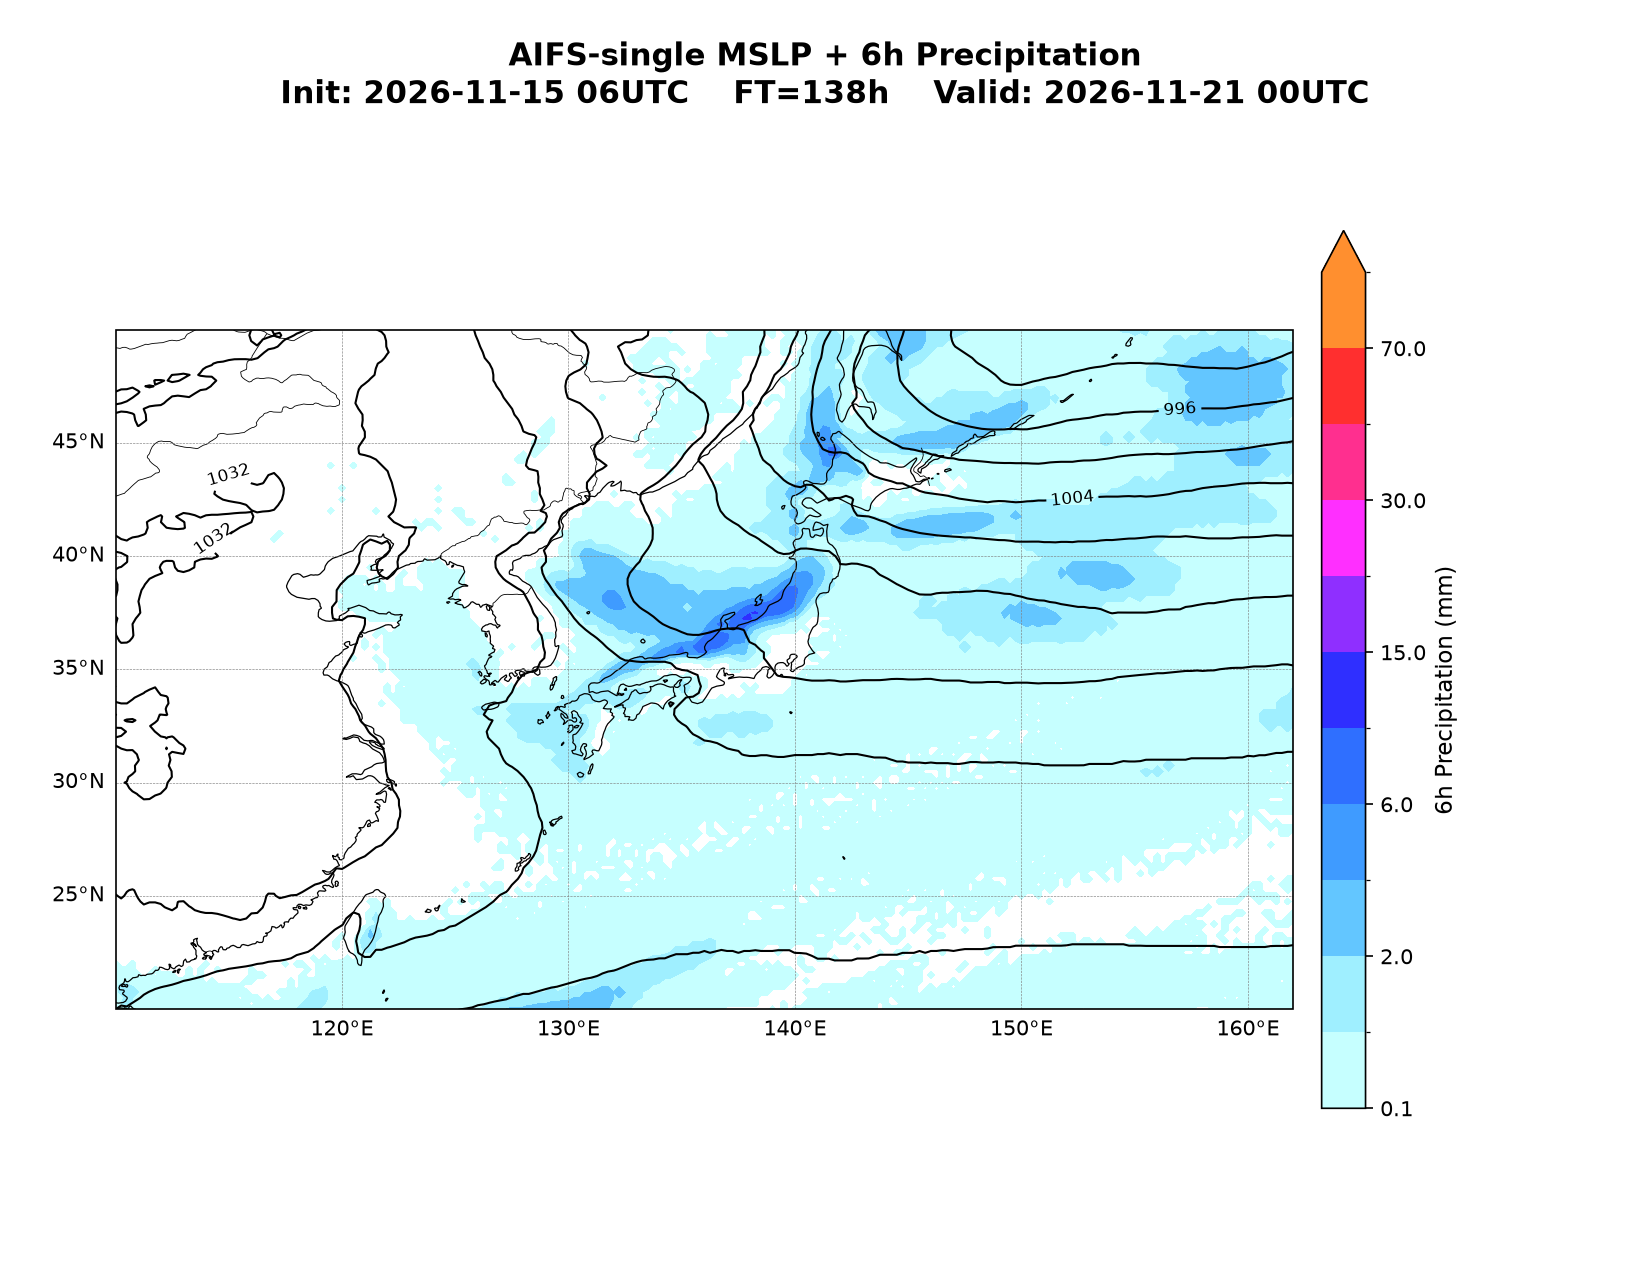 AIFS-single MSLP + 6h Precipitation
Init: 2026-11-15 06UTC    FT=138h    Valid: 2026-11-21 00UTC
70.0
996
45°N
1032
1004
30.0
1032
40°N
15.0
35°N
6h Precipitation (mm)
30°N
6.0
25°N
2.0
120°E
130°E
140°E
150°E
160°E
0.1